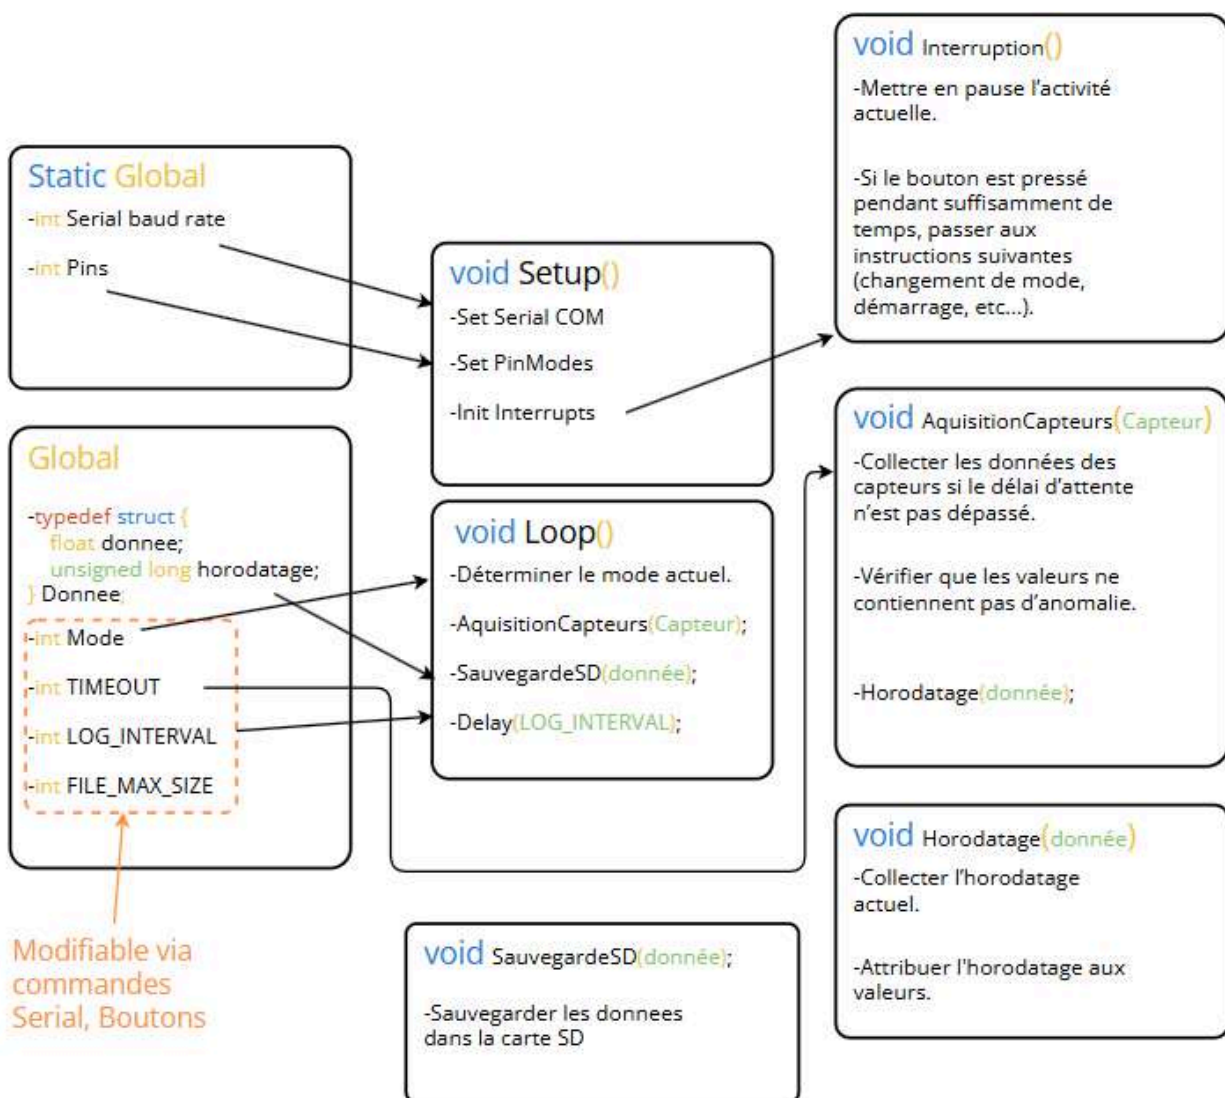 Static Global
-int Serial baud rate
-int Pins
Global
-typedef struct {
float donnee;
unsigned long horodatage;
} Donnee;
-int Mode
-int TIMEOUT
-int LOG_INTERVAL
-int FILE_MAX_SIZE
Modifiable via
commandes
Serial, Boutons
void Setup()
-Set Serial COM
-Set PinModes
-Init Interrupts
void Loop()
-Déterminer le mode actuel.
-AquisitionCapteurs(Capteur);
-SauvegardeSD(donnée);
-Delay(LOG_INTERVAL);
void SauvegardeSD(donnée);
-Sauvegarder les donnees
dans la carte SD
void Interruption()
-Mettre en pause l'activité
actuelle.
-Si le bouton est pressé
pendant suffisamment de
temps, passer aux
instructions suivantes
(changement de mode,
démarrage, etc...).
void AquisitionCapteurs(Capteur)
-Collecter les données des
capteurs si le délai d'attente
n'est pas dépassé.
-Vérifier que les valeurs ne
contiennent pas d'anomalie.
-Horodatage(donnée);
void Horodatage(donnée)
-Collecter l'horodatage
actuel.
-Attribuer l'horodatage aux
valeurs.